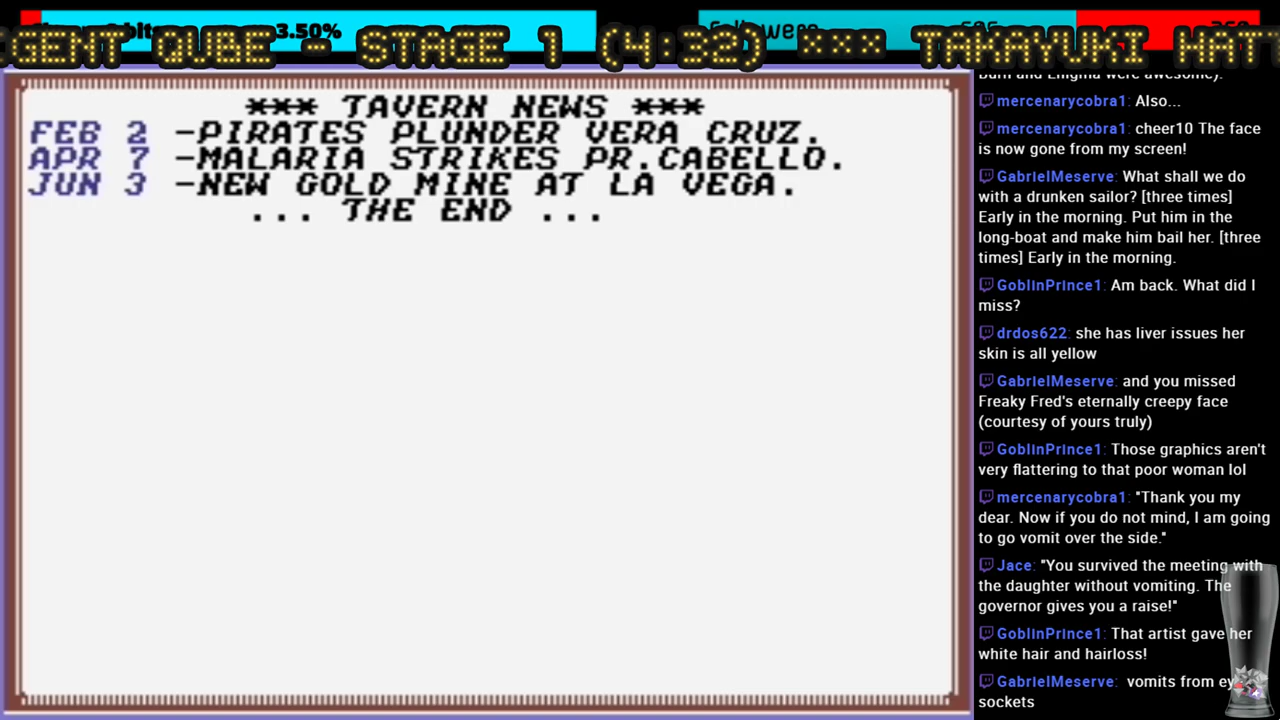 3.50%
GENT QUBE - STAGE 1 (4:32) ××× TAKAYUKI HATT
*** TAVERN NEWS ***
FEB 2 -PIRATES PLUNDER VERA CRUZ.
APR 7 -MALARIA STRIKES PR.CABELLO.
JUN 3 -NEW GOLD MINE AT LA VEGA.
... THE END ...
mercenarycobra1: Also...
mercenarycobra1: cheer10 The face
is now gone from my screen!
GabrielMeserve: What shall we do
with a drunken sailor? [three times]
Early in the morning. Put him in the
long-boat and make him bail her. [three
times] Early in the morning.
GoblinPrince1: Am back. What did I
miss?
drdos622: she has liver issues her
skin is all yellow
GabrielMeserve: and you missed
Freaky Fred's eternally creepy face
(courtesy of yours truly)
GoblinPrince1: Those graphics aren't
very flattering to that poor woman lol
mercenarycobra1: "Thank you my
dear. Now if you do not mind, I am going
to go vomit over the side."
Jace: "You survived the meeting with
the daughter without vomiting. The
governor gives you a raise!"
GoblinPrince1: That artist gave her
white hair and hairloss!
GabrielMeserve: vomits from
sockets